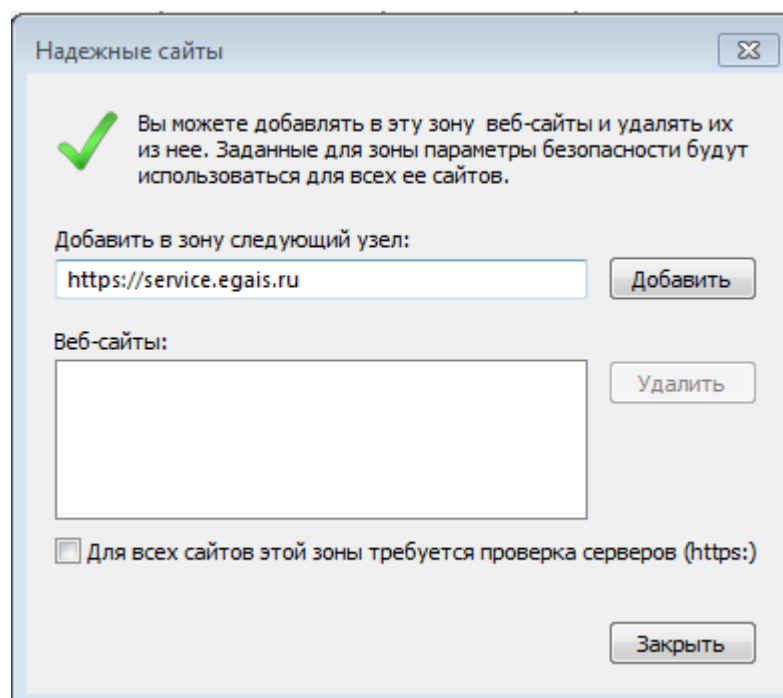 Надежные сайты
Вы можете добавлять в эту зону веб-сайты и удалять их
из нее. Заданные для зоны параметры безопасности будут
использоваться для всех ее сайтов.
Добавить в зону следующий узел:
https://service.egais.ru
Добавить
Веб-сайты:
Удалить
Для всех сайтов этой зоны требуется проверка серверов (https:)
Закрыть